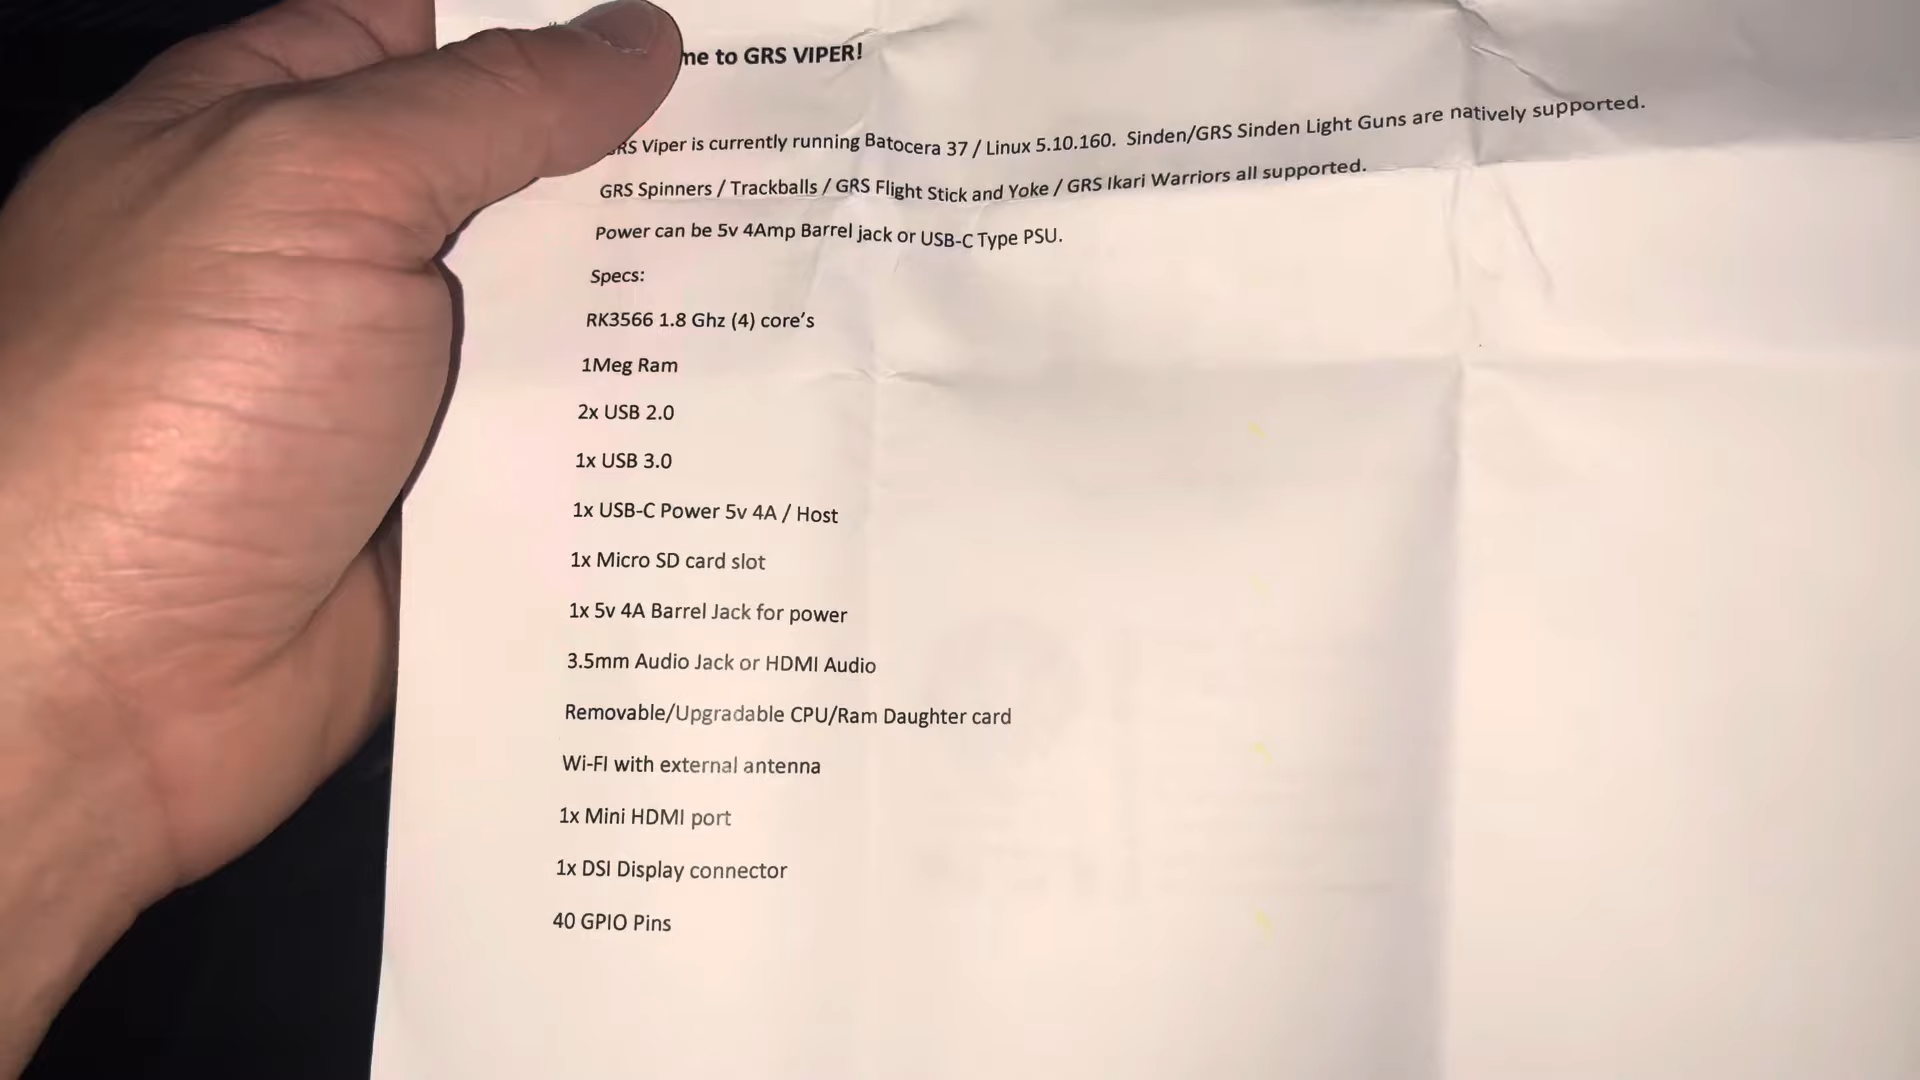 to GRS VIPER!
Viper is currently running Batocera 37 / Linux 5.10.160. Sinden/GRS Sinden Light Guns are natively supported.
GRS Spinners / Trackballs / GRS Flight Stick and Yoke / GRS Ikari Warriors all supported.
Power can be 5v 4Amp Barrel jack or USB-C Type PSU.
Specs:
RK3566 1.8 Ghz (4) core's
1Meg Ram
2x USB 2.0
1x USB 3.0
1x USB-C Power 5v 4A / Host
1x Micro SD card slot
1x 5v 4A Barrel Jack for power
3.5mm Audio Jack or HDMI Audio
Removable/Upgradable CPU/Ram Daughter card
Wi-FI with external antenna
1x Mini HDMI port
1x DSI Display connector
40 GPIO Pins